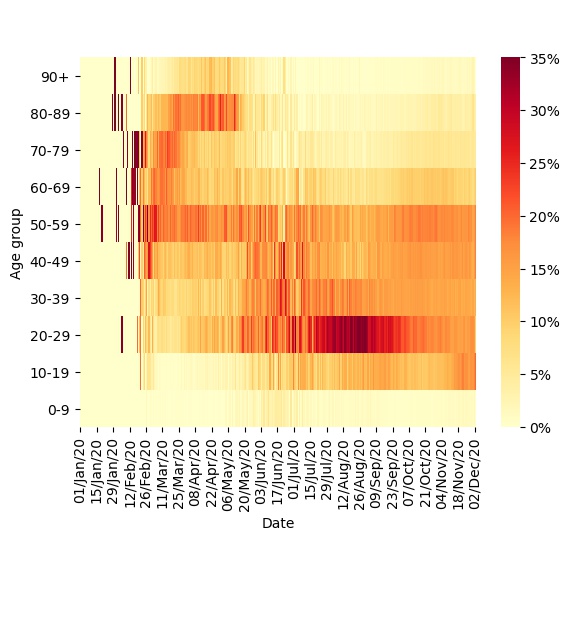 35%
90+
80-89
30%
70-79
25%
60-69
20%
50-59
Age group
15%
40-49
30-39
10%
20-29
5%
10-19
0-9
0%
01/Jan/20
15/Jan/20
29/Jan/20
12/Feb/20
26/Feb/20
11/Mar/20
25/Mar/20
08/Apr/20
22/Apr/20
06/May/20
20/May/20
03/Jun/20
17/Jun/20
01/Jul/20
15/Jul/20
29/Jul/20
12/Aug/20
26/Aug/20
09/Sep/20
23/Sep/20
07/Oct/20
21/Oct/20
04/Nov/20
18/Nov/20
02/Dec/20
Date